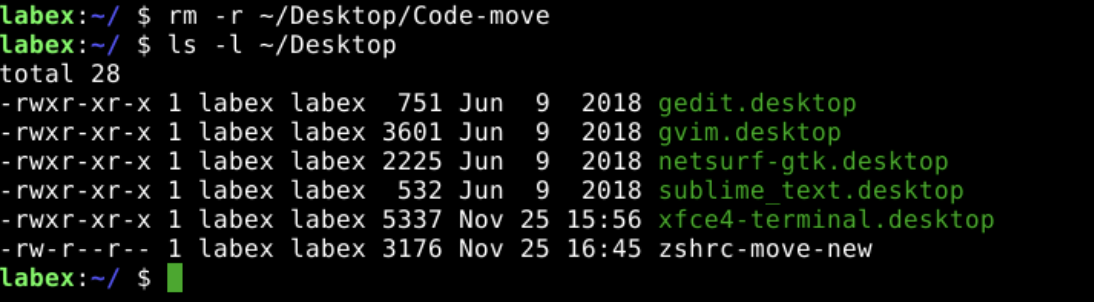 labex:~/ $ rm -r ~/Desktop/Code-move
labex:~/ $ ls -l ~/Desktop
total 28
-rwxr-xr-x 1 labex labex  751 Jun  9  2018 gedit.desktop
-rwxr-xr-x 1 labex labex 3601 Jun  9  2018 gvim.desktop
-rwxr-xr-x 1 labex labex 2225 Jun  9  2018 netsurf-gtk.desktop
-rwxr-xr-x 1 labex labex  532 Jun  9  2018 sublime_text.desktop
-rwxr-xr-x 1 labex labex 5337 Nov 25 15:56 xfce4-terminal.desktop
-rw-r--r-- 1 labex labex 3176 Nov 25 16:45 zshrc-move-new
labex:~/ $